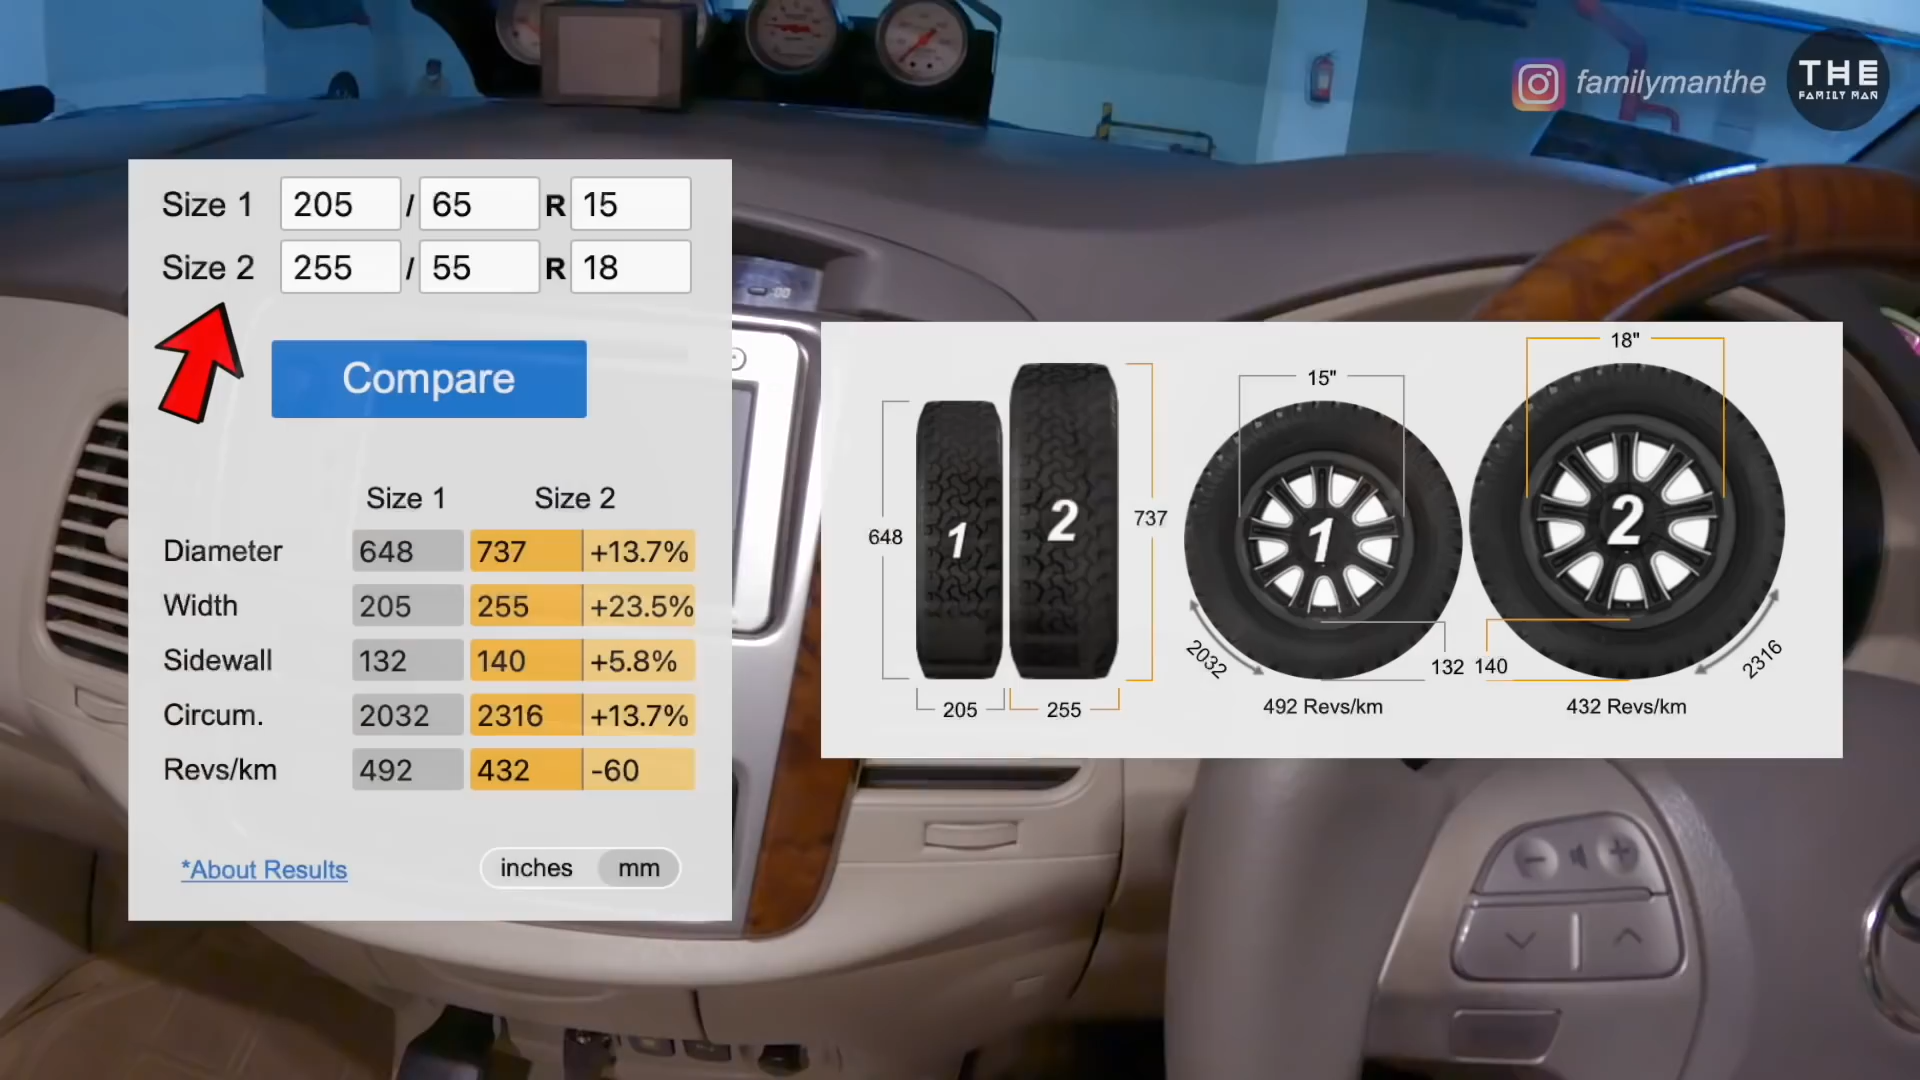 familymanthe
THE
FAMILY MAN
Size 1 205 / 65 R 15
Size 2 255 / 55 R 18
Compare
Size 1 Size 2
Diameter 648 737 +13.7%
Width 205 255 +23.5%
Sidewall 132 140 +5.8%
Circum. 2032 2316 +13.7%
Revs/km 492 432 -60
*About Results
inches mm
18"
15"
648
1
2
737
1
2
2032
132
140
2316
205
255
492 Revs/km
432 Revs/km